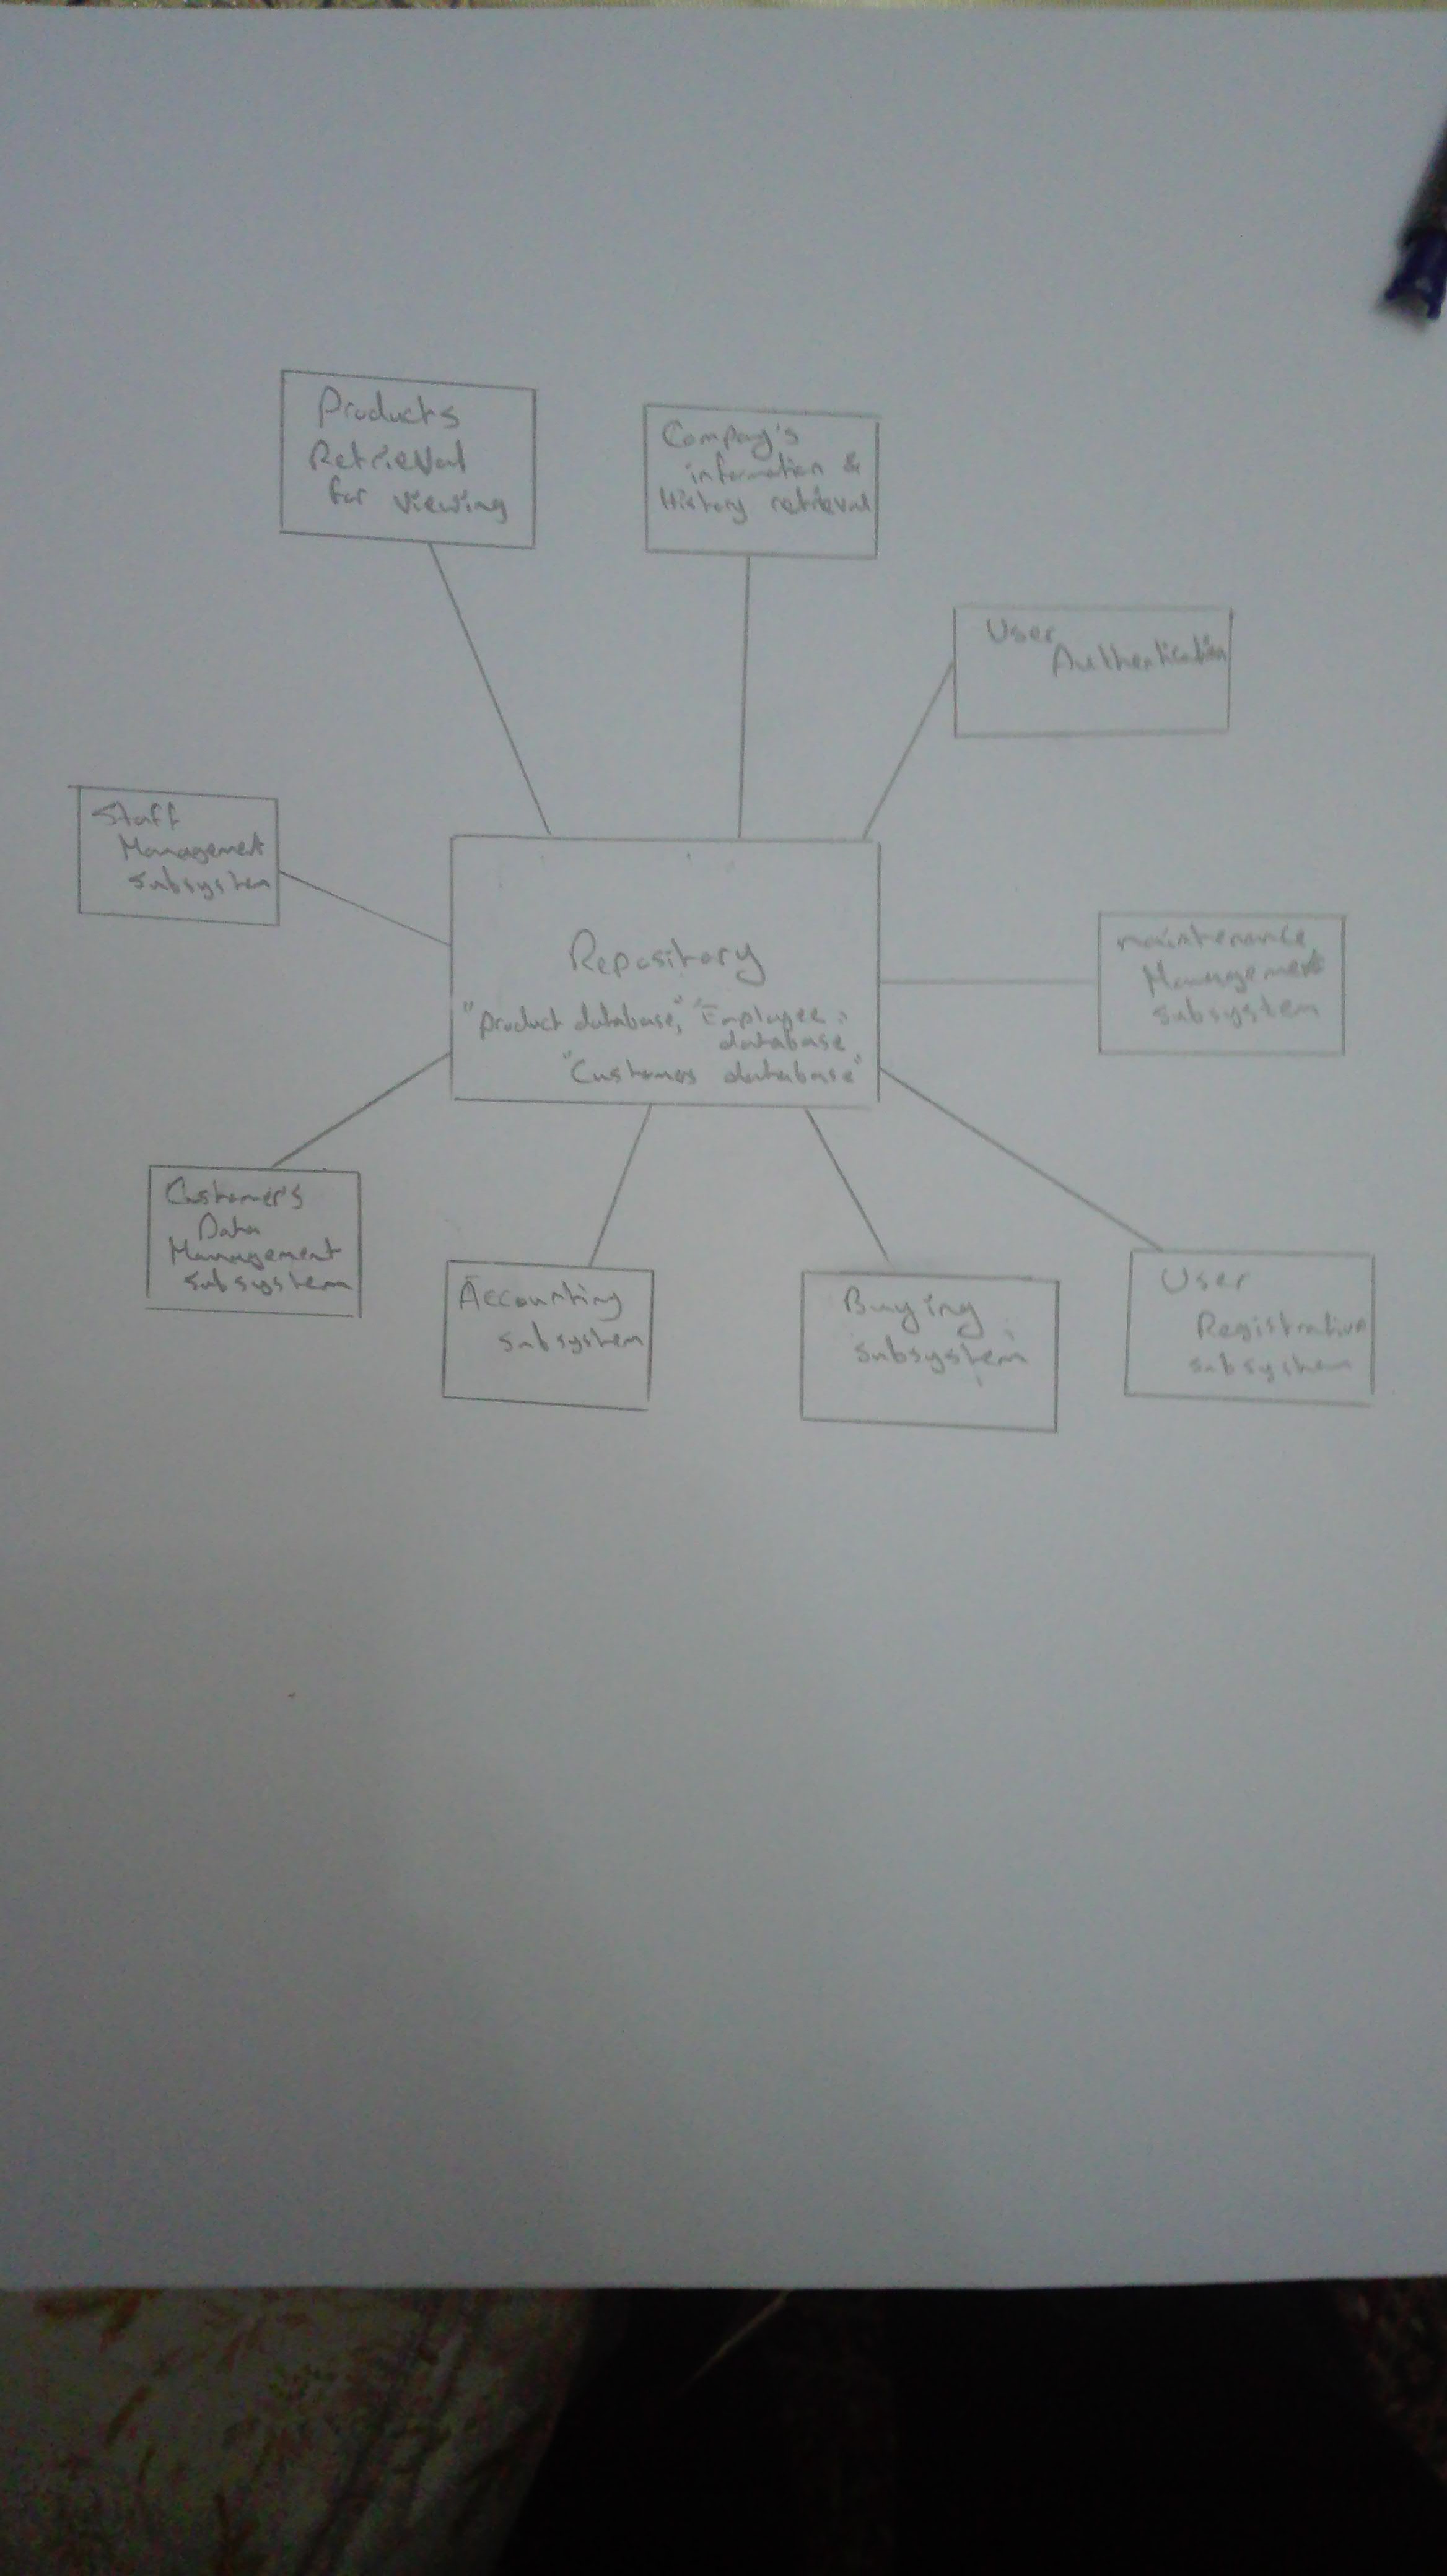 Products
Retrieval
for viewing
Company's
information &
History retrieval
User
Authentication
Staff
Management
subsystem
Repository
"product database," "Employee
database
"Customers database"
maintenance
Management
subsystem
Customer's
Data
Management
subsystem
Accounting
subsystem
Buying
subsystem
User
Registration
subsystem